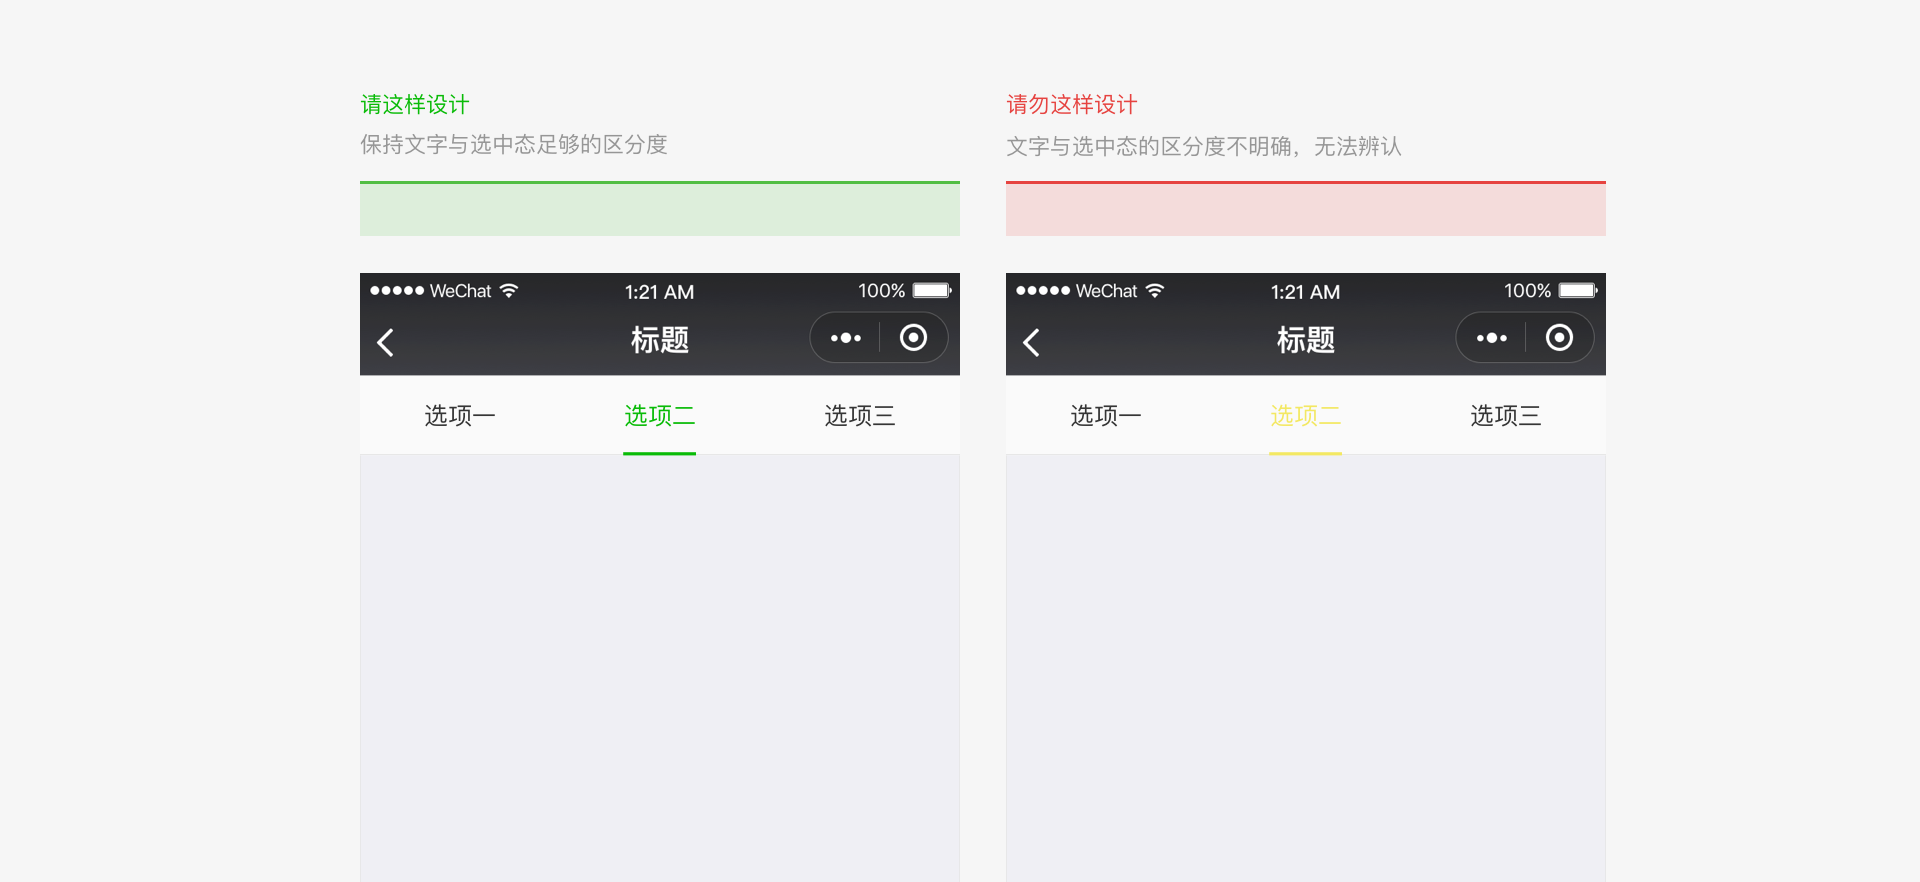 请这样设计
保持文字与选中态足够的区分度
WeChat 1:21 AM 100%
标题
选项一 选项二 选项三
请勿这样设计
文字与选中态的区分度不明确，无法辨认
WeChat 1:21 AM 100%
标题
选项一 选项二 选项三